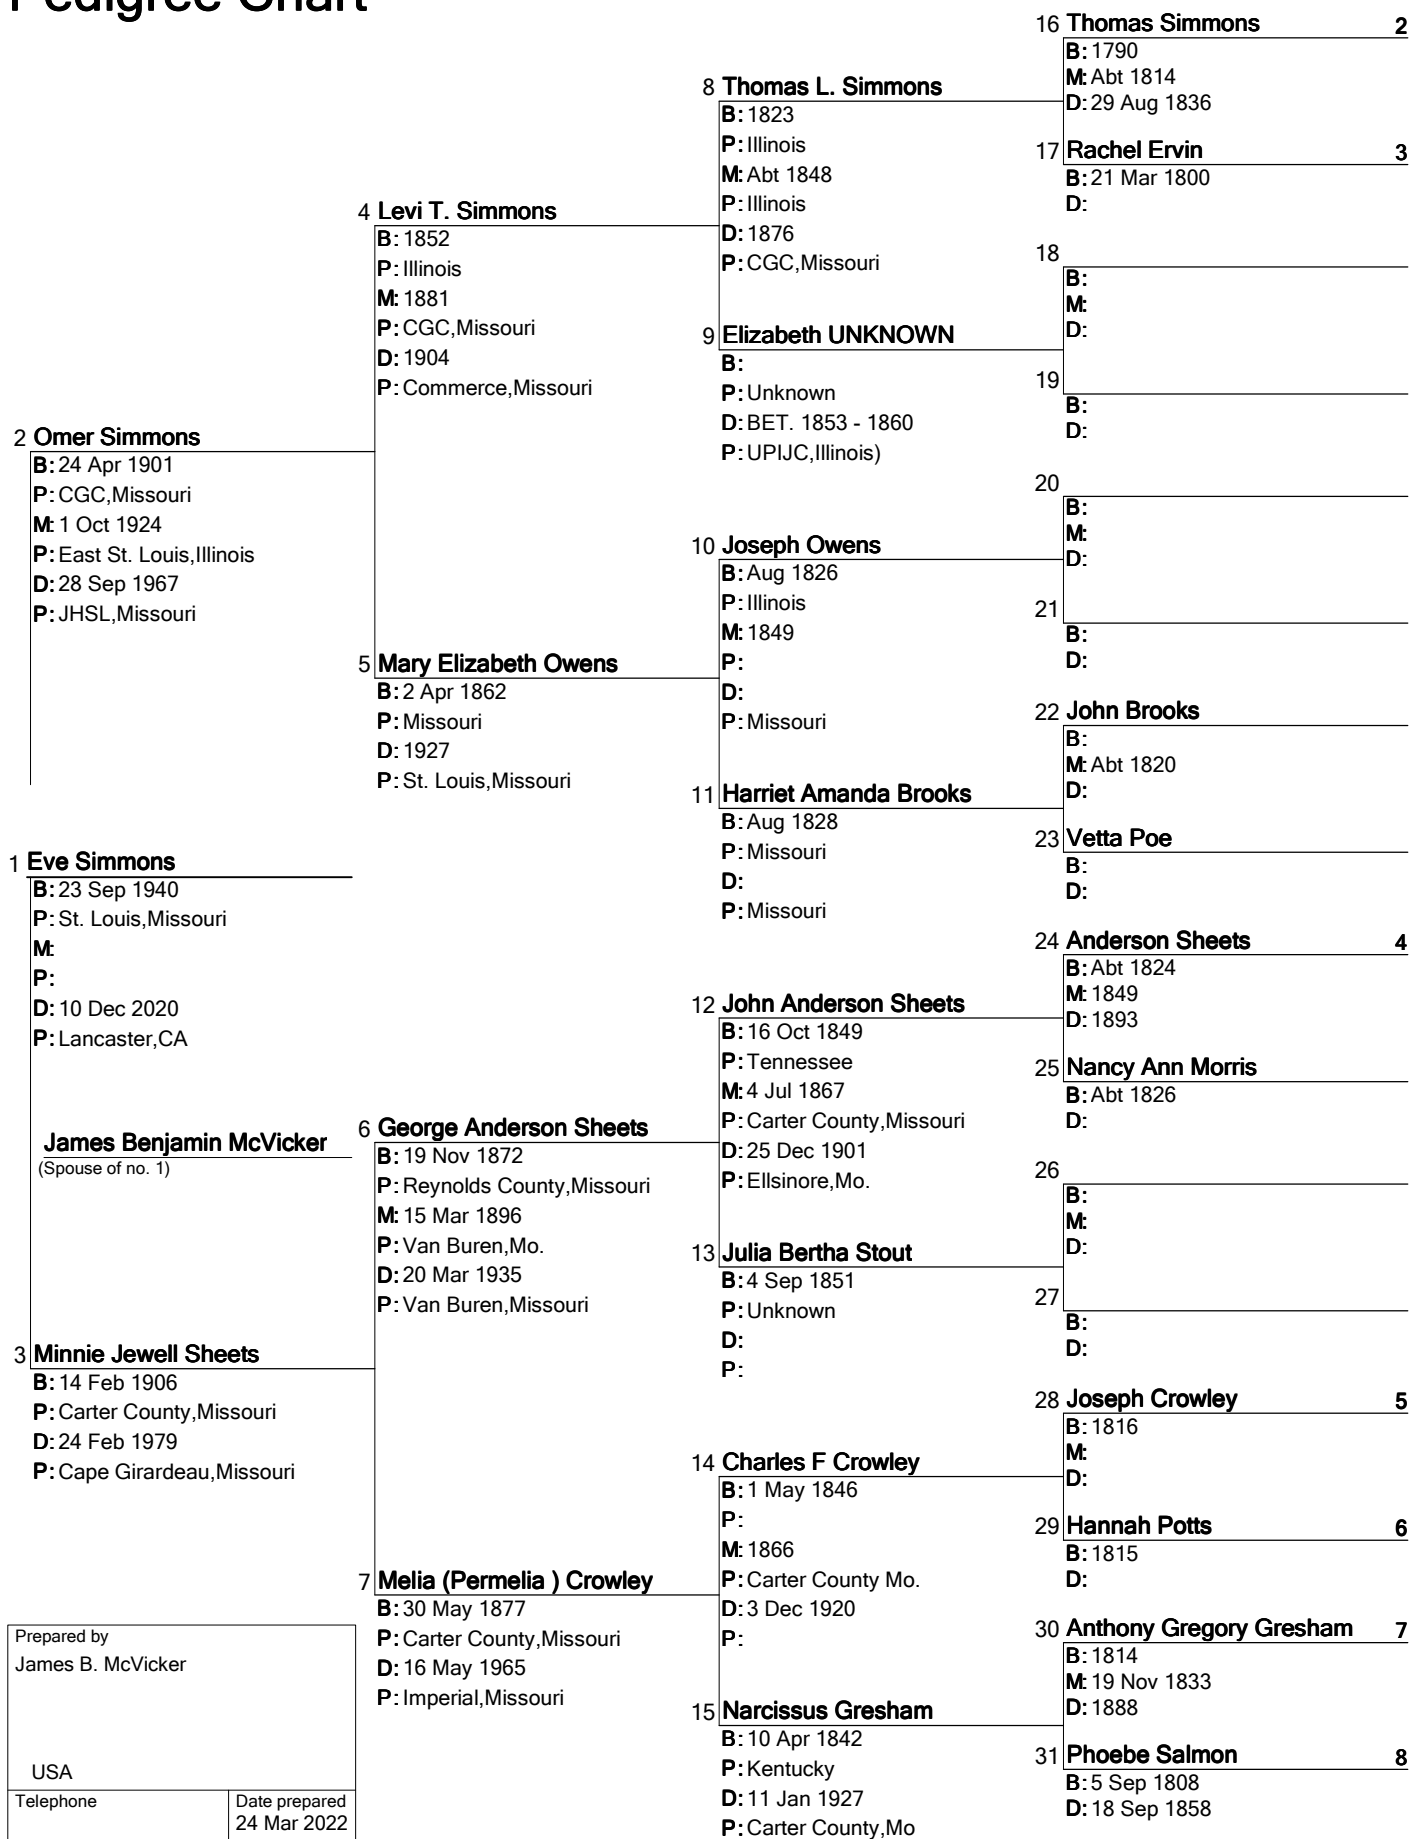 Pedigree Chart
16 Thomas Simmons 2
B: 1790
M: Abt 1814
D: 29 Aug 1836
8 Thomas L. Simmons
B: 1823
P: Illinois
M: Abt 1848
P: Illinois
D: 1876
P: CGC,Missouri
17 Rachel Ervin 3
B: 21 Mar 1800
D:
4 Levi T. Simmons
B: 1852
P: Illinois
M: 1881
P: CGC,Missouri
D: 1904
P: Commerce,Missouri
18
B:
M:
D:
9 Elizabeth UNKNOWN
B:
P: Unknown
D: BET. 1853 - 1860
P: UPIJC,Illinois)
19
B:
D:
2 Omer Simmons
B: 24 Apr 1901
P: CGC,Missouri
M: 1 Oct 1924
P: East St. Louis,Illinois
D: 28 Sep 1967
P: JHSL,Missouri
20
B:
M:
D:
10 Joseph Owens
B: Aug 1826
P: Illinois
M: 1849
P:
D:
P: Missouri
21
B:
D:
5 Mary Elizabeth Owens
B: 2 Apr 1862
P: Missouri
D: 1927
P: St. Louis,Missouri
22 John Brooks
B:
M: Abt 1820
D:
11 Harriet Amanda Brooks
B: Aug 1828
P: Missouri
D:
P: Missouri
23 Vetta Poe
B:
D:
1 Eve Simmons
B: 23 Sep 1940
P: St. Louis,Missouri
M:
P:
D: 10 Dec 2020
P: Lancaster,CA
24 Anderson Sheets 4
B: Abt 1824
M: 1849
D: 1893
12 John Anderson Sheets
B: 16 Oct 1849
P: Tennessee
M: 4 Jul 1867
P: Carter County,Missouri
D: 25 Dec 1901
P: Ellsinore,Mo.
25 Nancy Ann Morris
B: Abt 1826
D:
James Benjamin McVicker
(Spouse of no. 1)
6 George Anderson Sheets
B: 19 Nov 1872
P: Reynolds County,Missouri
M: 15 Mar 1896
P: Van Buren,Mo.
D: 20 Mar 1935
P: Van Buren,Missouri
26
B:
M:
D:
13 Julia Bertha Stout
B: 4 Sep 1851
P: Unknown
D:
P:
27
B:
D:
3 Minnie Jewell Sheets
B: 14 Feb 1906
P: Carter County,Missouri
D: 24 Feb 1979
P: Cape Girardeau,Missouri
28 Joseph Crowley 5
B: 1816
M:
D:
14 Charles F Crowley
B: 1 May 1846
P:
M: 1866
P: Carter County Mo.
D: 3 Dec 1920
P:
29 Hannah Potts 6
B: 1815
D:
7 Melia (Permelia ) Crowley
B: 30 May 1877
P: Carter County,Missouri
D: 16 May 1965
P: Imperial,Missouri
30 Anthony Gregory Gresham 7
B: 1814
M: 19 Nov 1833
D: 1888
15 Narcissus Gresham
B: 10 Apr 1842
P: Kentucky
D: 11 Jan 1927
P: Carter County,Mo
31 Phoebe Salmon 8
B: 5 Sep 1808
D: 18 Sep 1858
Prepared by
James B. McVicker
USA
Telephone
Date prepared
24 Mar 2022